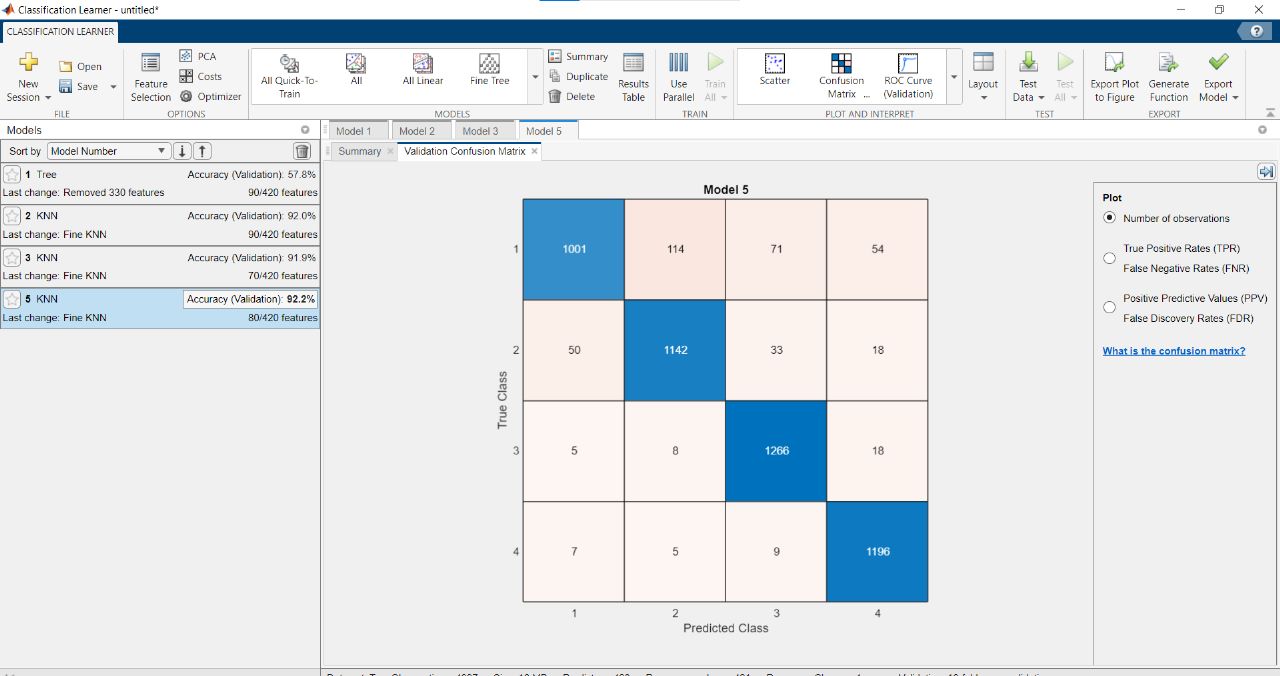 Classification Learner - untitled*
CLASSIFICATION LEARNER
New Session
Open
Save
FILE
Feature Selection
PCA
Costs
Optimizer
OPTIONS
All Quick-To-Train
All
All Linear
Fine Tree
MODELS
Summary
Duplicate
Delete
Results Table
Use Parallel
Train All
TRAIN
Scatter
Confusion Matrix ...
ROC Curve (Validation)
PLOT AND INTERPRET
Layout
Test Data
Test All
TEST
Export Plot to Figure
Generate Function
Export Model
EXPORT
Models
Sort by Model Number
1 Tree Accuracy (Validation): 57.8%
Last change: Removed 330 features 90/420 features
2 KNN Accuracy (Validation): 92.0%
Last change: Fine KNN 90/420 features
3 KNN Accuracy (Validation): 91.9%
Last change: Fine KNN 70/420 features
5 KNN Accuracy (Validation): 92.2%
Last change: Fine KNN 80/420 features
Model 1 Model 2 Model 3 Model 5
Summary Validation Confusion Matrix
Model 5
1 1001 114 71 54
2 50 1142 33 18
3 5 8 1266 18
4 7 5 9 1196
1 2 3 4
True Class
Predicted Class
Plot
Number of observations
True Positive Rates (TPR)
False Negative Rates (FNR)
Positive Predictive Values (PPV)
False Discovery Rates (FDR)
What is the confusion matrix?